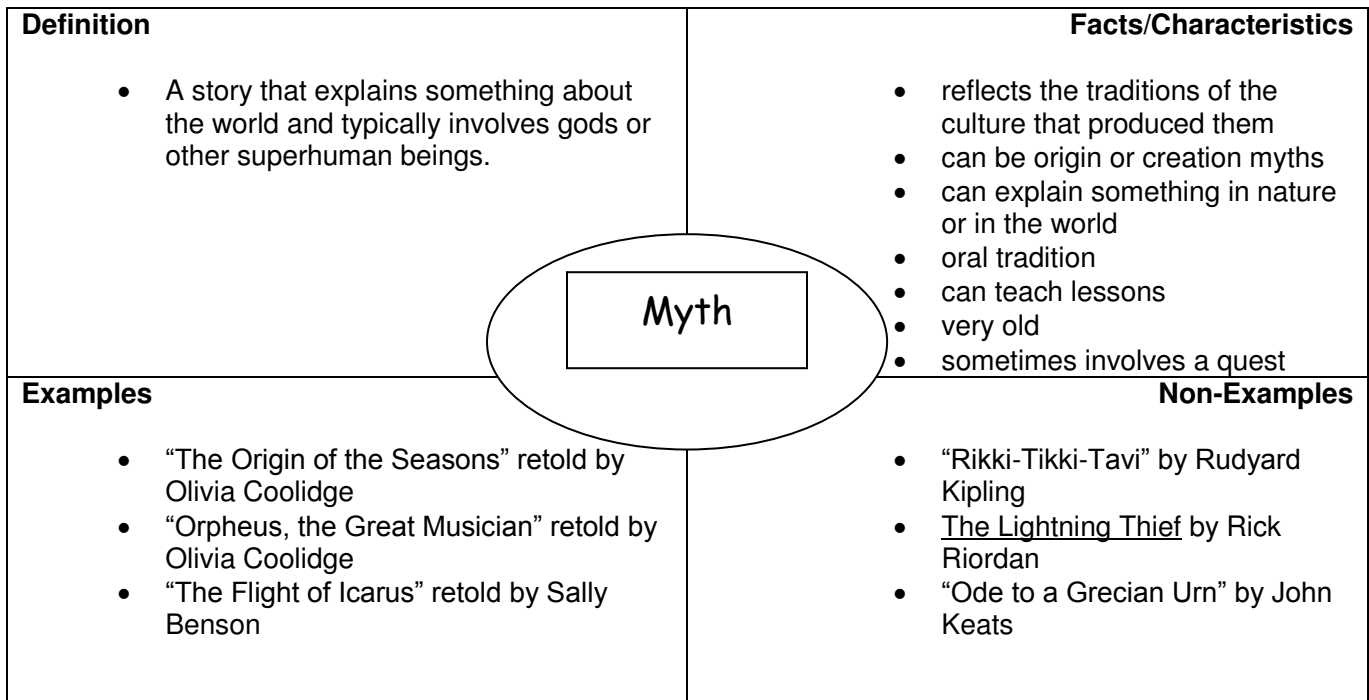 Definition
• A story that explains something about
the world and typically involves gods or
other superhuman beings.
Facts/Characteristics
• reflects the traditions of the
culture that produced them
• can be origin or creation myths
• can explain something in nature
or in the world
• oral tradition
• can teach lessons
• very old
• sometimes involves a quest
Myth
Examples
• “The Origin of the Seasons” retold by
Olivia Coolidge
• “Orpheus, the Great Musician” retold by
Olivia Coolidge
• “The Flight of Icarus” retold by Sally
Benson
Non-Examples
• “Rikki-Tikki-Tavi” by Rudyard
Kipling
• The Lightning Thief by Rick
Riordan
• “Ode to a Grecian Urn” by John
Keats